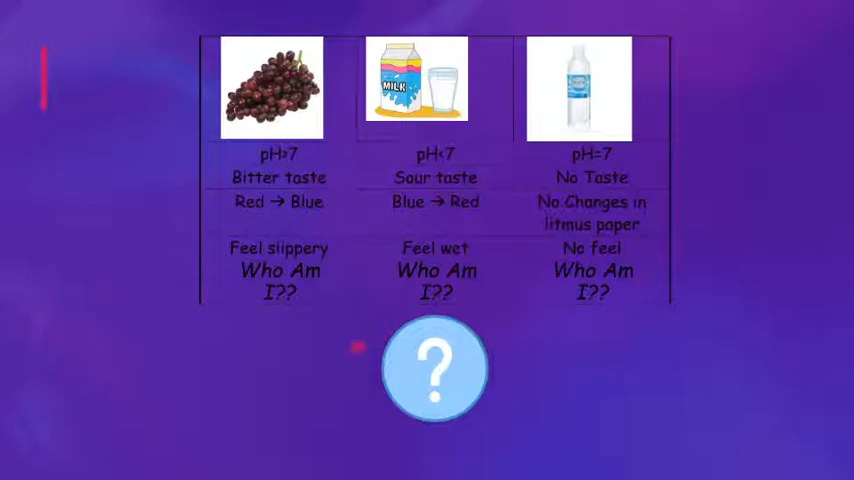 MILK
pH>7
Bitter taste
Red → Blue
Feel slippery
Who Am
I??
pH<7
Sour taste
Blue → Red
Feel wet
Who Am
I??
pH=7
No Taste
No Changes in
litmus paper
No feel
Who Am
I??
?